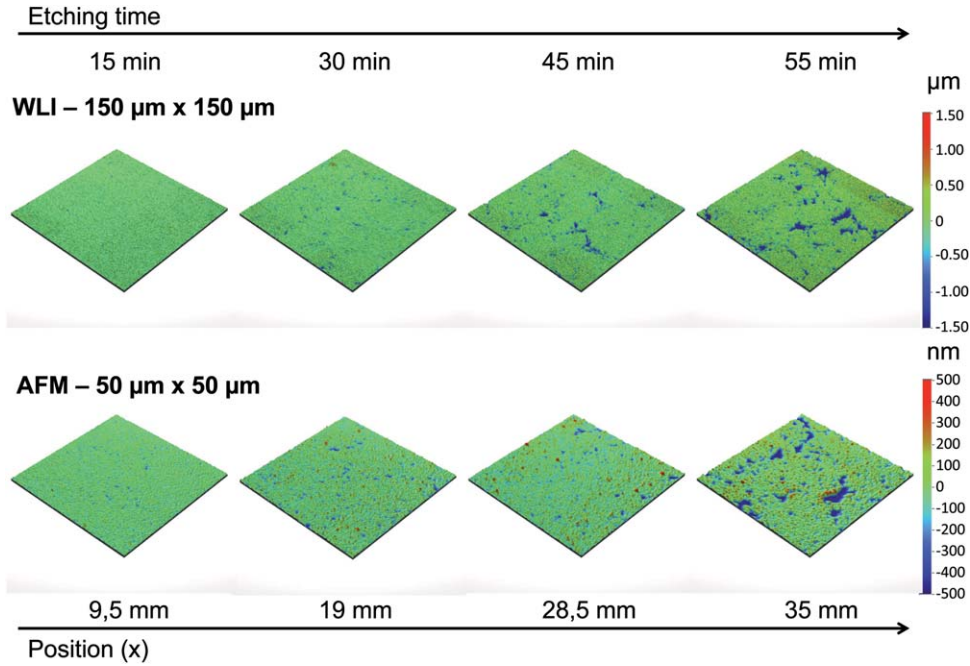 Etching time
15 min 30 min 45 min 55 min
WLI – 150 µm x 150 µm
µm
1.50
1.00
0.50
0
-0.50
-1.00
-1.50
AFM – 50 µm x 50 µm
nm
500
400
300
200
100
0
-100
-200
-300
-400
-500
9,5 mm 19 mm 28,5 mm 35 mm
Position (x)